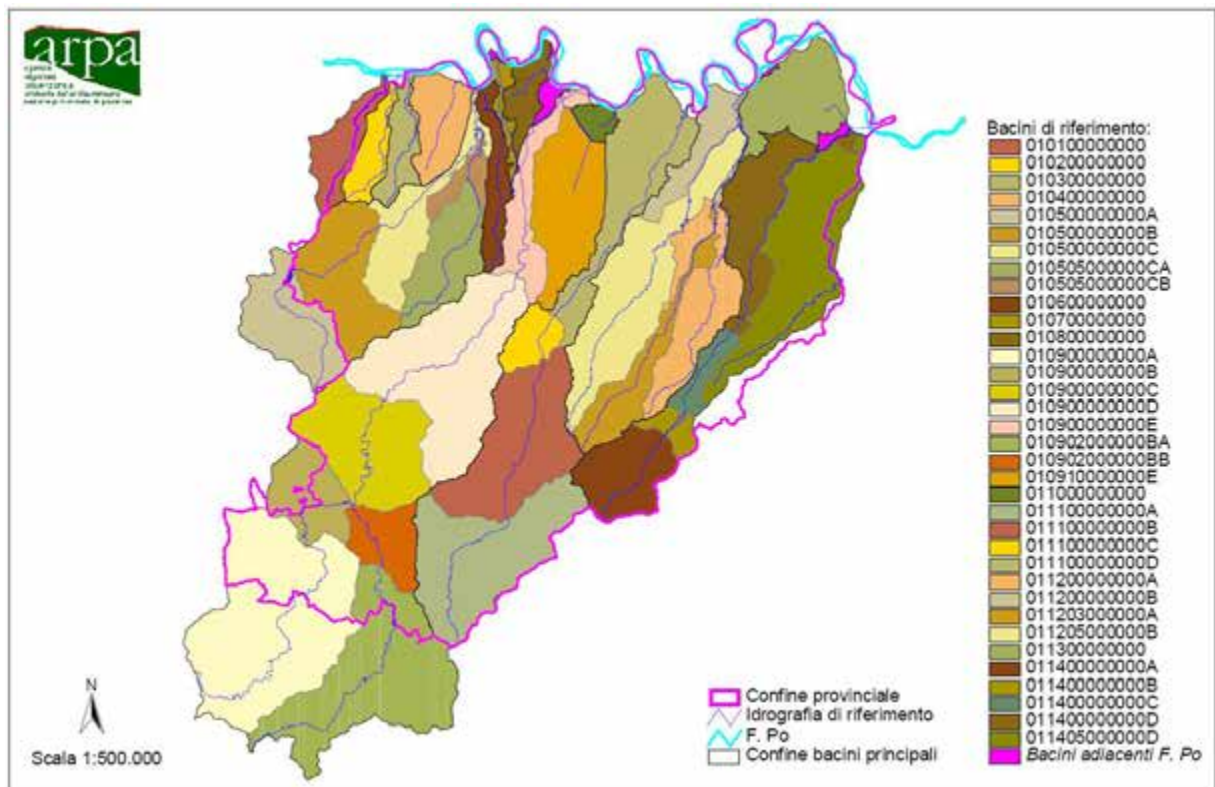 arpa
Bacini di riferimento:
010100000000
010200000000
010300000000
010400000000
010500000000A
010500000000B
010500000000C
010505000000CA
010505000000CB
010600000000
010700000000
010800000000
010900000000A
010900000000B
010900000000C
010900000000D
010900000000E
010902000000BA
010902000000BB
010910000000E
011000000000
011100000000A
011100000000B
011100000000C
011100000000D
011200000000A
011200000000B
011203000000A
011205000000B
011300000000
011400000000A
011400000000B
011400000000C
011400000000D
011405000000D
Bacini adiacenti F. Po
N
Scala 1:500.000
Confine provinciale
Idrografia di riferimento
F. Po
Confine bacini principali